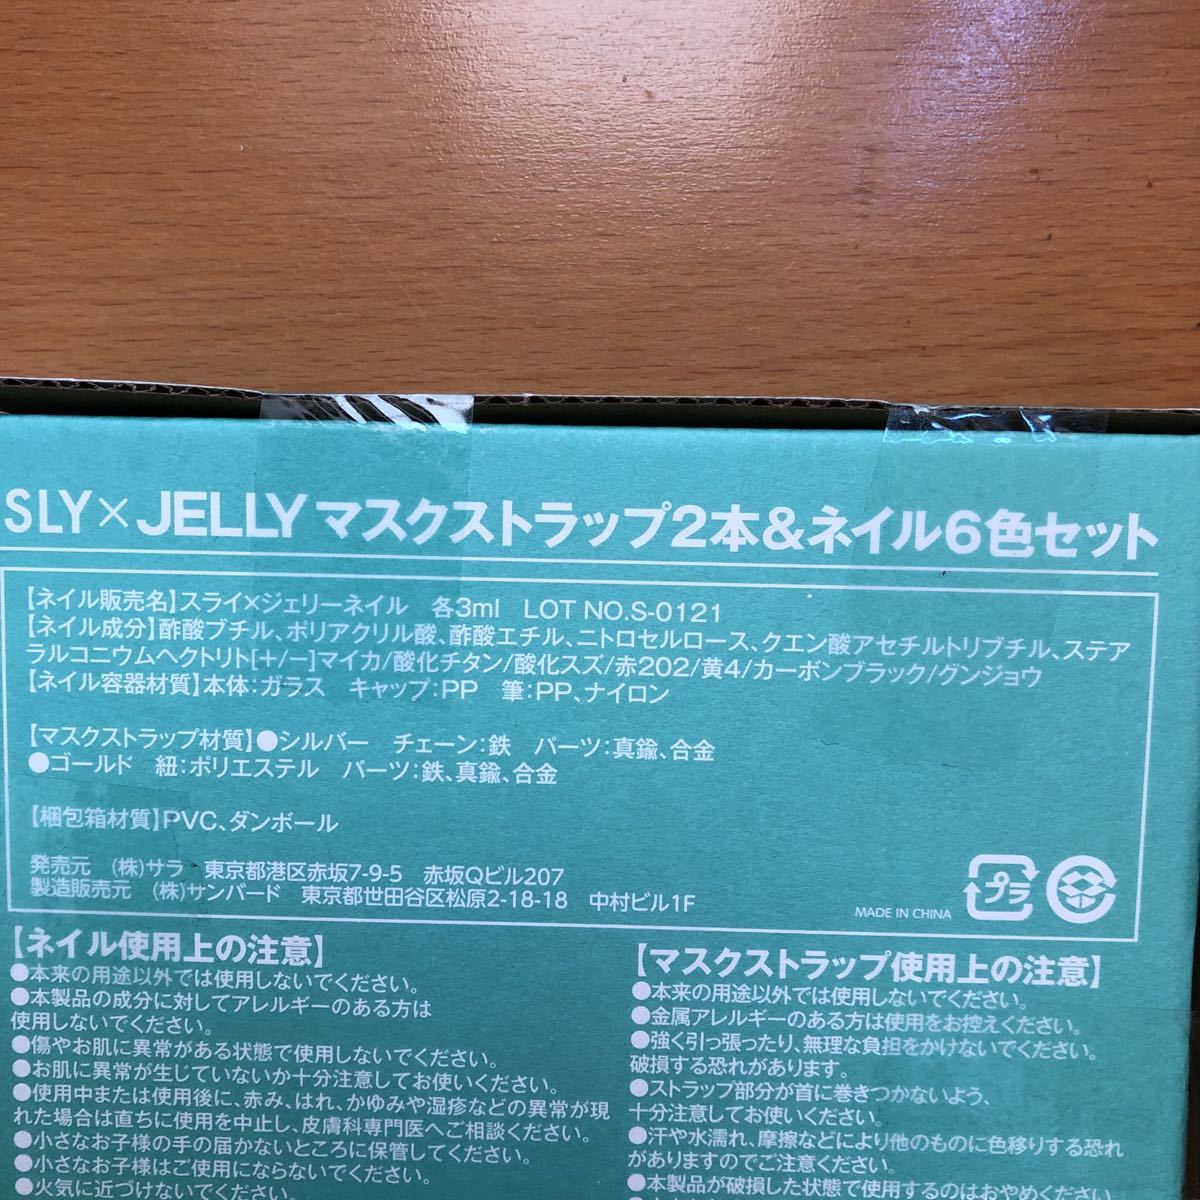 SLY×JELLYマスクストラップ2本&ネイル6色セット
【ネイル販売名】スライ×ジェリーネイル 各3ml LOT NO.S-0121
【ネイル成分】酢酸ブチル、ポリアクリル酸、酢酸エチル、ニトロセルロース、クエン酸アセチルトリブチル、ステア
ラルコニウムヘクトリト[+/−]マイカ/酸化チタン/酸化スズ/赤202/黄4/カーボンブラック/グンジョウ
【ネイル容器材質】本体:ガラス キャップ:PP 筆:PP、ナイロン
【マスクストラップ材質】●シルバー チェーン:鉄 パーツ:真鍮、合金
●ゴールド 紐:ポリエステル パーツ:鉄、真鍮、合金
【梱包箱材質】PVC、ダンボール
発売元 (株)サラ 東京都港区赤坂7-9-5 赤坂Qビル207
製造販売元 (株)サンバード 東京都世田谷区松原2-18-18 中村ビル1F
MADE IN CHINA
プラ
【ネイル使用上の注意】
●本来の用途以外では使用しないでください。
●本製品の成分に対してアレルギーのある方は
使用しないでください。
●傷やお肌に異常がある状態で使用しないでください。
●お肌に異常が生じていないか十分注意してお使いください。
●使用中または使用後に、赤み、はれ、かゆみや湿疹などの異常が現
れた場合は直ちに使用を中止し、皮膚科専門医へご相談ください。
●小さなお子様の手の届かないところに保管してください。
●小さなお子様はご使用にならないでください。
●火気に近づけないでください。
【マスクストラップ使用上の注意】
●本来の用途以外では使用しないでください。
●金属アレルギーのある方は使用をお控えください。
●強く引っ張ったり、無理な負担をかけないでください。
破損する恐れがあります。
●ストラップ部分が首に巻きつかないよう、
十分注意してお使いください。
●汗や水濡れ、摩擦などにより他のものに色移りする恐れ
がありますのでご注意ください。
●本製品が破損した状態で使用するのはおやめください。